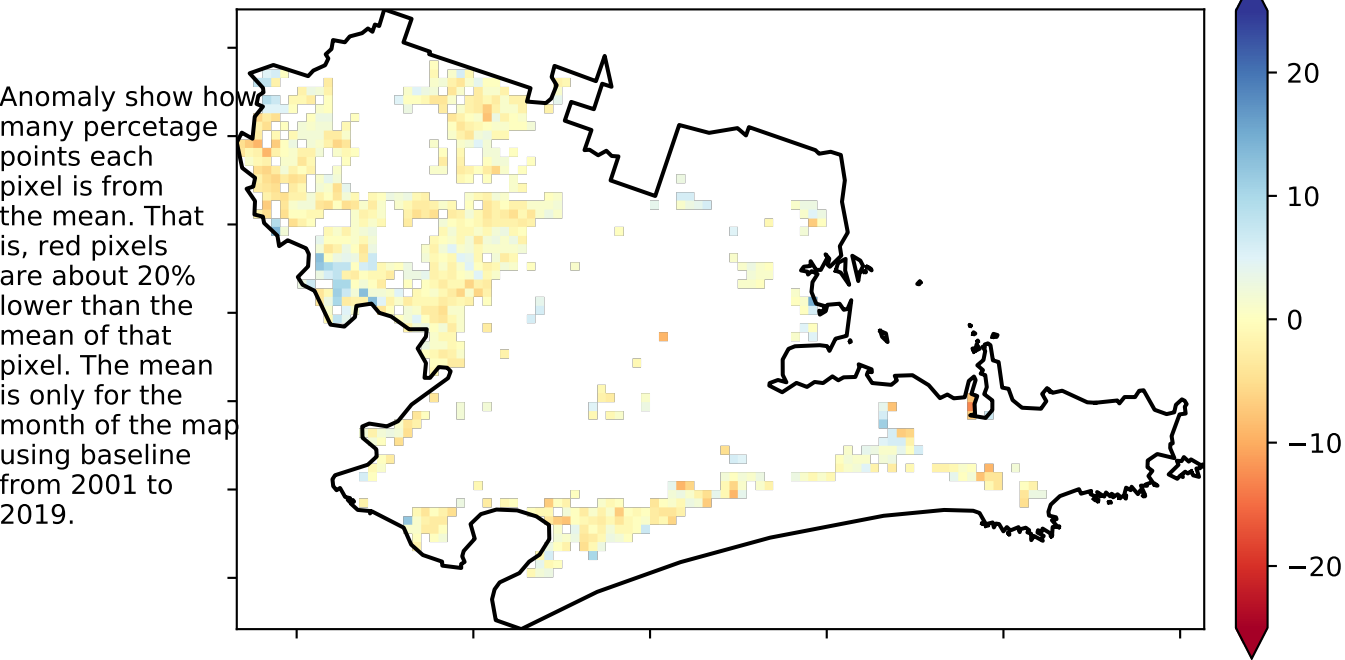 Anomaly show how
many percetage
points each
pixel is from
the mean. That
is, red pixels
are about 20%
lower than the
mean of that
pixel. The mean
is only for the
month of the map
using baseline
from 2001 to
2019.
20
10
0
−10
−20